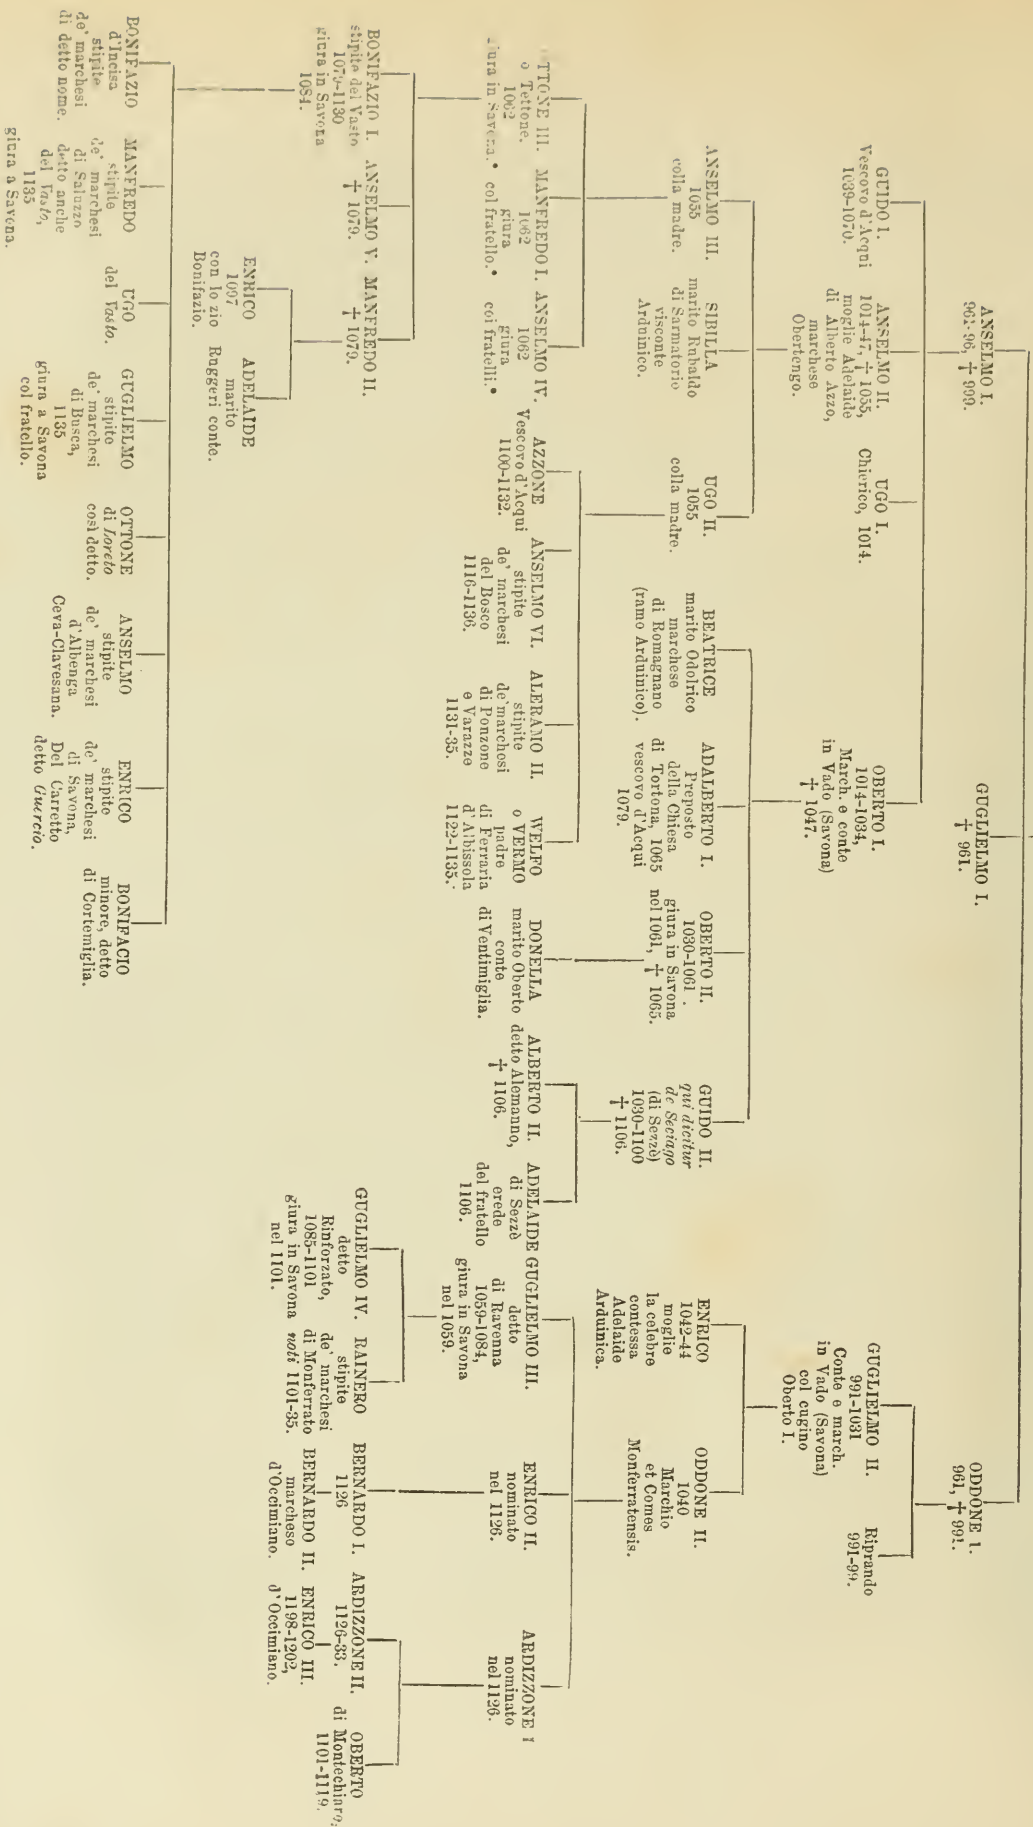 GUGLIELMO I.
† 961.
ANSELMO I.
961-96, † 999.
ODDONE I.
961, † 991.
GUIDO I.
Vescovo d'Acqui
1039-1070.
ANSELMO II.
1014-47, † 1055,
moglie Adelaide
di Alberto Azzo,
marchese
Obertengo.
UGO I.
Chierico, 1014.
OBERTO I.
1014-1034,
March. e conte
in Vado (Savona)
† 1047.
GUGLIELMO II.
991-1031
Conte e march.
in Vado (Savona)
col cugino
Oberto I.
Riprando
991-99.
ANSELMO III.
1055
colla madre.
SIBILLA
marito Rubaldo
di Sarmatorio
visconte
Arduinico.
UGO II.
1055
colla madre.
BEATRICE
marito Odolrico
marchese
di Romagnano
(ramo Arduinico).
ADALBERTO I.
Preposto
della Chiesa
di Tortona, 1065
vescovo d'Acqui
1079.
OBERTO II.
1030-1061.
giura in Savona
nel 1061, † 1065.
GUIDO II.
qui dicitur
de Seciago
(di Sezzè)
1030-1100
† 1106.
ENRICO
1042-44
moglie
la celebre
contessa
Adelaide
Arduinica.
ODDONE II.
1040
Marchio
et Comes
Monferratensis.
TTONE III.
o Tettone.
1062
giura in Savona.*
MANFREDO I.
1062
giura
col fratello.*
ANSELMO IV.
1062
giura
coi fratelli.*
AZZONE
Vescovo d'Acqui
1100-1132.
ANSELMO VI.
stipite
de' marchesi
del Bosco
1116-1136.
ALERAMO II.
stipite
de' marchesi
di Ponzone
e Varazze
1131-35.
WELFO
o VERMO
padre
di Ferraria
d'Albissola
1122-1135.
DONELLA
marito Oberto
conte
di Ventimiglia.
ALBERTO II.
detto Alemanno,
† 1106.
ADELAIDE
di Sezzè
erede
del fratello
1106.
GUGLIELMO III.
detto
di Ravenna
1059-1084,
giura in Savona
nel 1059.
ENRICO II.
nominato
nel 1126.
ARDIZZONE I
nominato
nel 1126.
BONIFAZIO I.
stipite del Vasto
1079-1130
giura in Savona
1084.
ANSELMO V.
† 1079.
MANFREDO II.
† 1079.
GUGLIELMO IV.
detto
Rinforzato,
1085-1101
giura in Savona
nel 1101.
RAINERO
stipite
de' marchesi
di Monferrato
noti 1101-35.
BERNARDO I.
1126
BERNARDO II.
marchese
d'Occimiano.
ARDIZZONE II.
1126-33.
ENRICO III.
1198-1202,
d'Occimiano.
OBERTO
di Montechiaro,
1101-1119.
ENRICO
1097
con lo zio
Bonifazio.
ADELAIDE
marito
Ruggeri conte.
BONIFAZIO
d'Incisa
stipite
de' marchesi
di detto nome.
MANFREDO
stipite
de' marchesi
di Saluzzo
detto anche
del Vasto,
1135
giura a Savona.
UGO
del Vasto.
GUGLIELMO
stipite
de' marchesi
di Busca,
1135
giura a Savona
col fratello.
OTTONE
di Loreto
così detto.
ANSELMO
stipite
de' marchesi
d'Albenga
Ceva-Clavesana.
ENRICO
stipite
de' marchesi
di Savona,
Del Carretto
detto Guercio.
BONIFACIO
minore, detto
di Cortemiglia.